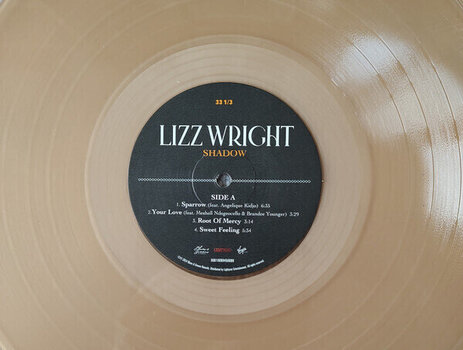 33 1/3
LIZZ WRIGHT
SHADOW
SIDE A
1. Sparrow (feat. Angelique Kidjo) 6:35
2. Your Love (feat. Meshell Ndegeocello & Brandee Younger) 3:29
3. Root Of Mercy 3:14
4. Sweet Feeling 5:34
Virgin